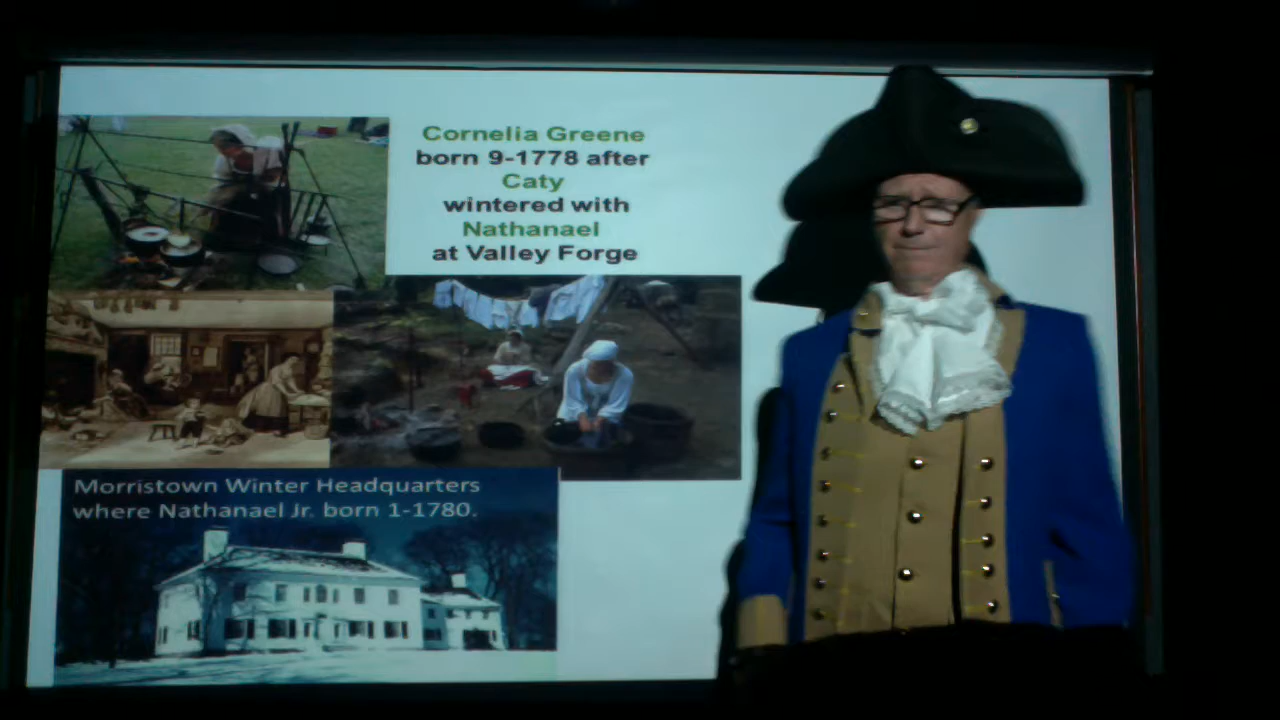 Cornelia Greene
born 9-1778 after
Caty
wintered with
Nathanael
at Valley Forge
Morristown Winter Headquarters
where Nathanael Jr. born 1-1780.